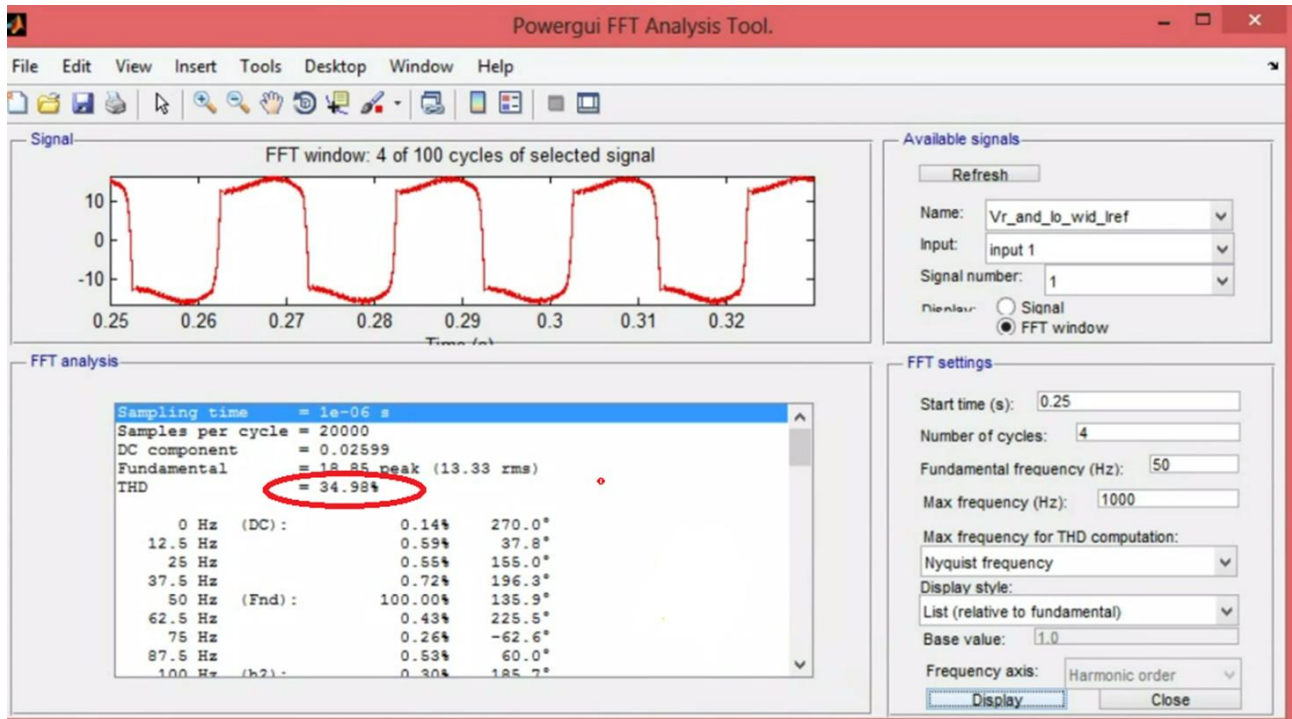 Powergui FFT Analysis Tool.
File Edit View Insert Tools Desktop Window Help
Signal
FFT window: 4 of 100 cycles of selected signal
10
0
-10
0.25 0.26 0.27 0.28 0.29 0.3 0.31 0.32
Time (s)
FFT analysis
Sampling time = 1e-06 s
Samples per cycle = 20000
DC component = 0.02599
Fundamental = 18.85 peak (13.33 rms)
THD = 34.98%
0 Hz (DC): 0.14% 270.0°
12.5 Hz 0.59% 37.8°
25 Hz 0.55% 155.0°
37.5 Hz 0.72% 196.3°
50 Hz (Fnd): 100.00% 135.9°
62.5 Hz 0.43% 225.5°
75 Hz 0.26% -62.6°
87.5 Hz 0.53% 60.0°
100 Hz (h2): 0.30% 185.7°
Available signals
Refresh
Name: Vr_and_Io_wid_Iref
Input: input 1
Signal number: 1
Display: Signal
FFT window
FFT settings
Start time (s): 0.25
Number of cycles: 4
Fundamental frequency (Hz): 50
Max frequency (Hz): 1000
Max frequency for THD computation:
Nyquist frequency
Display style:
List (relative to fundamental)
Base value: 1.0
Frequency axis: Harmonic order
Display Close